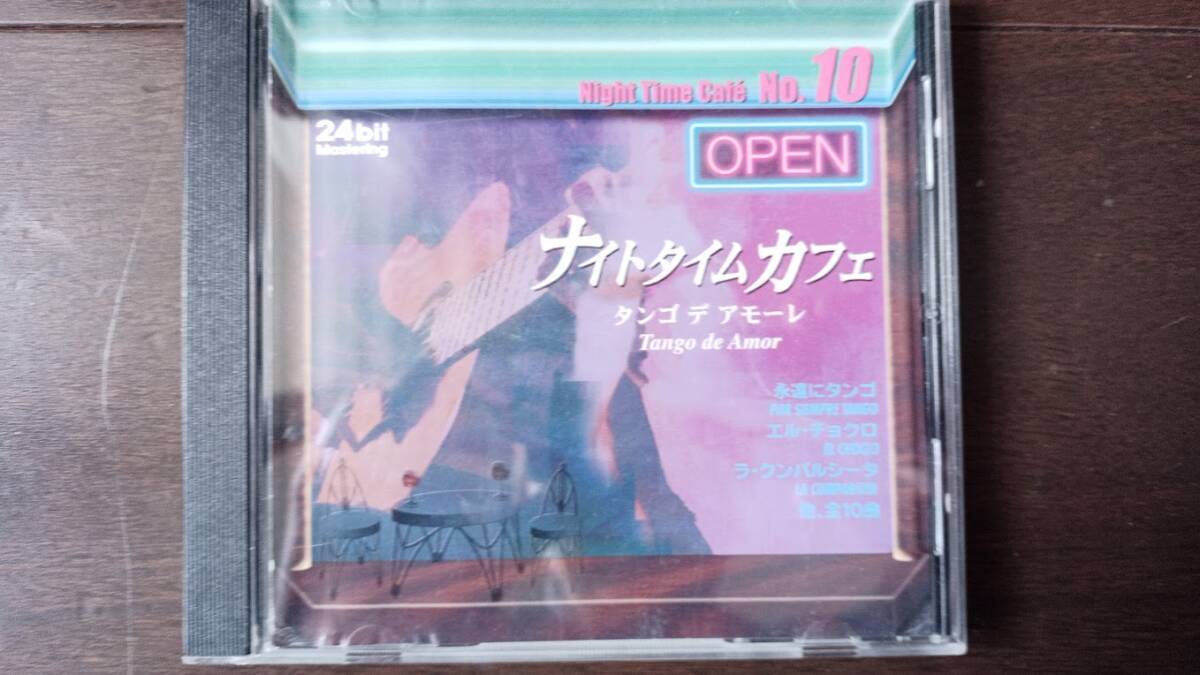 Night Time Café No. 10
24bit
Mastering
OPEN
ナイトタイムカフェ
タンゴ デ アモーレ
Tango de Amor
永遠にタンゴ
POR SIEMPRE TANGO
エル・チョクロ
EL CHOCLO
ラ・クンパルシータ
LA CUMPARSITA
他、全10曲